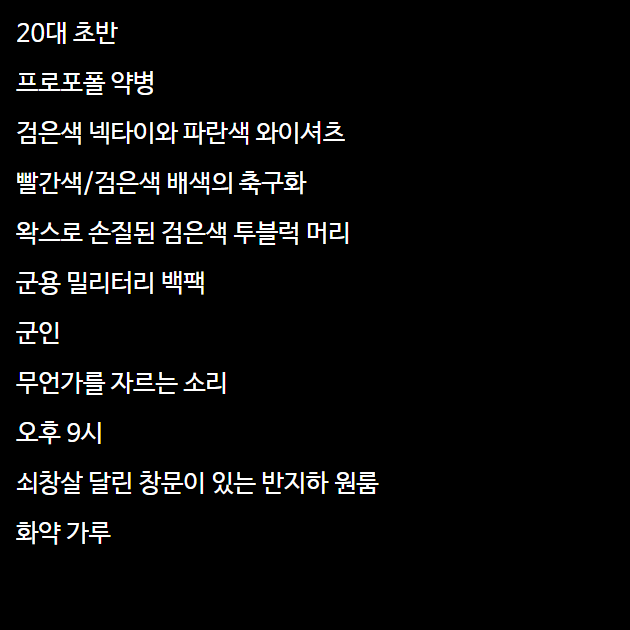 20대 초반
프로포폴 약병
검은색 넥타이와 파란색 와이셔츠
빨간색/검은색 배색의 축구화
왁스로 손질된 검은색 투블럭 머리
군용 밀리터리 백팩
군인
무언가를 자르는 소리
오후 9시
쇠창살 달린 창문이 있는 반지하 원룸
화약 가루